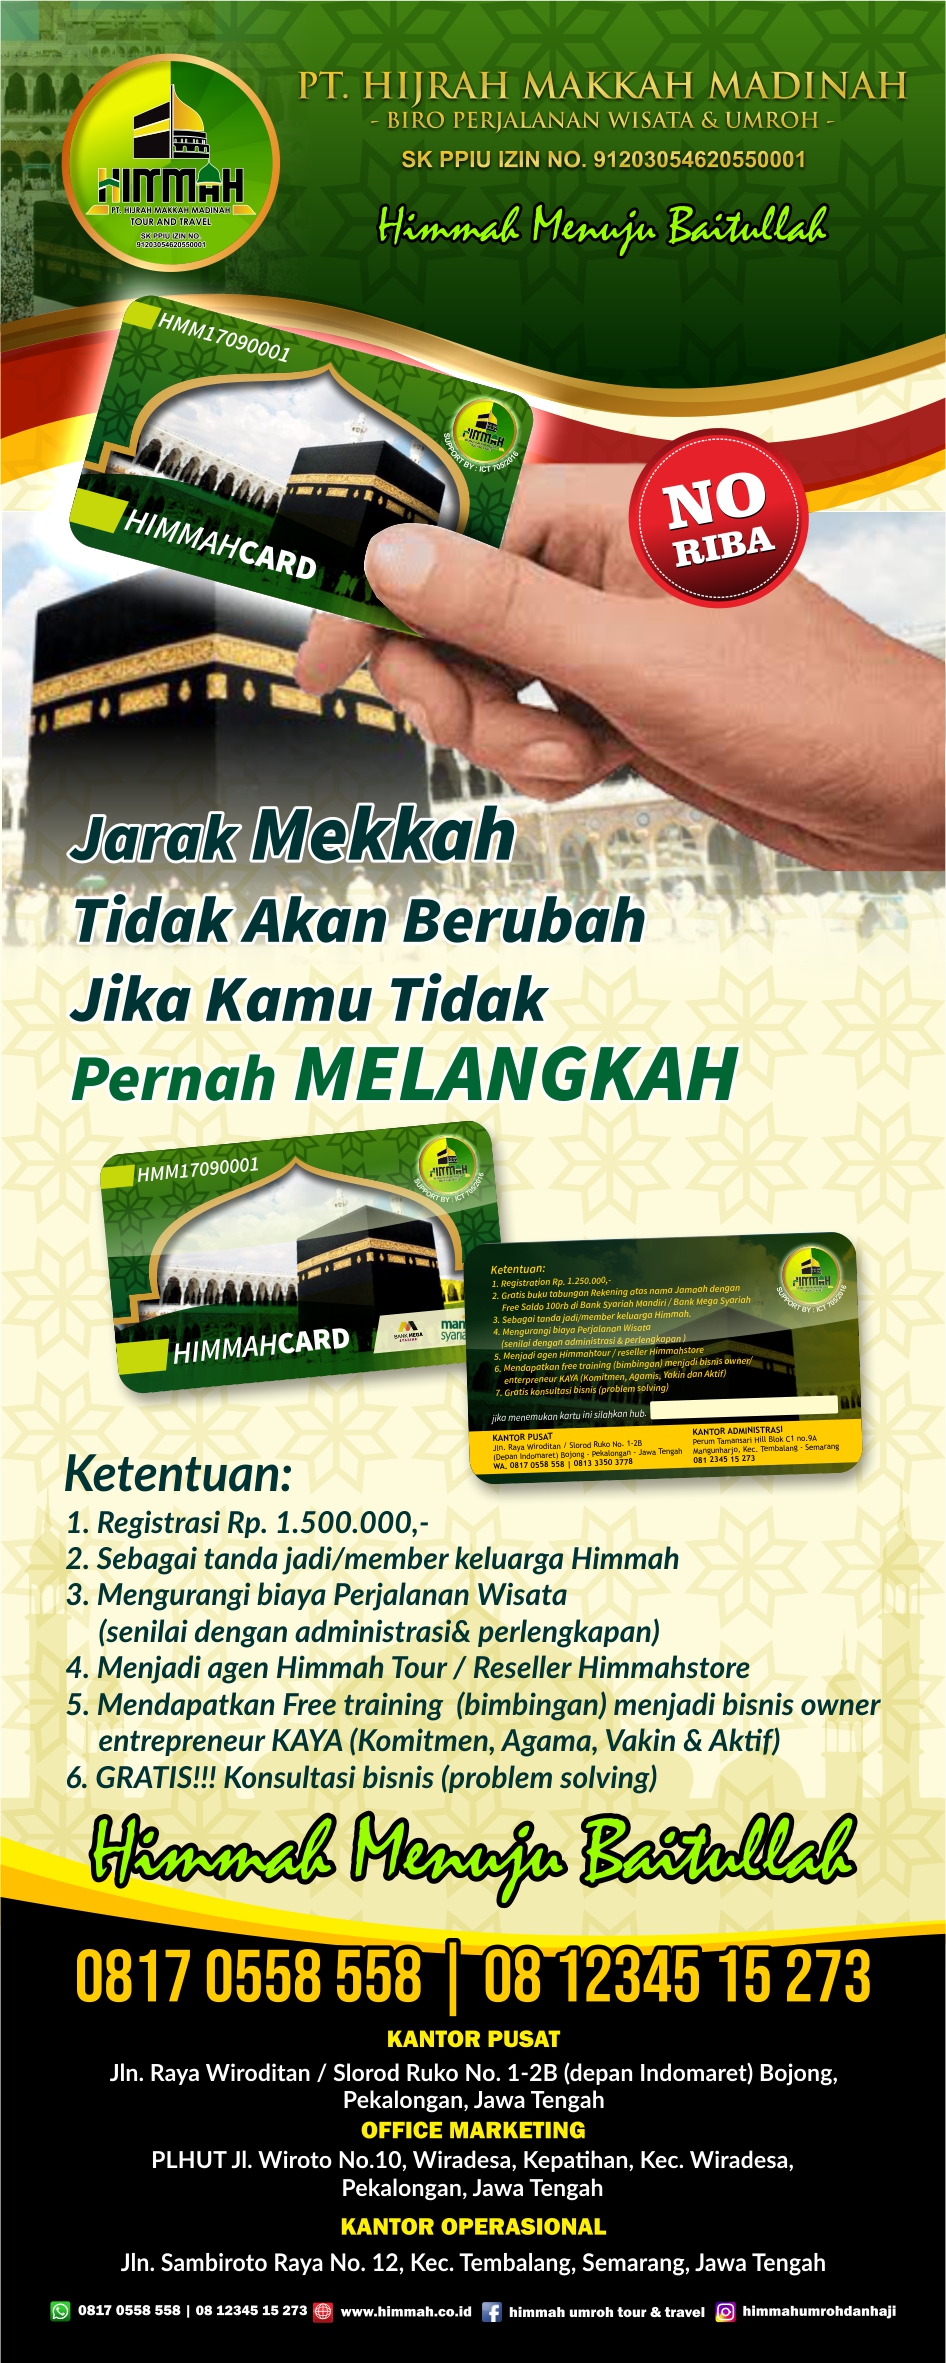 PT. HIJRAH MAKKAH MADINAH
- BIRO PERJALANAN WISATA & UMROH -
SK PPIU IZIN NO. 91203054620550001
Himmah Menuju Baitullah
HIMMAH
PT. HIJRAH MAKKAH MADINAH
TOUR AND TRAVEL
SK PPIU IZIN NO.
91203054620550001
HMM17090001
HIMMAH
SUPPORT BY : ICT 705/2016
HIMMAHCARD
NO
RIBA
Jarak Mekkah
Tidak Akan Berubah
Jika Kamu Tidak
Pernah MELANGKAH
HMM17090001
HIMMAH
SUPPORT BY : ICT 705/2016
HIMMAHCARD
BANK MEGA
SYARIAH
man
syaria
Ketentuan:
1. Registration Rp. 1.250.000,-
2. Gratis buku tabungan Rekening atas nama Jamaah dengan
Free Saldo 100rb di Bank Syariah Mandiri / Bank Mega Syariah
3. Sebagai tanda jadi/member keluarga Himmah.
4. Mengurangi biaya Perjalanan Wisata
(senilai dengan administrasi & perlengkapan )
5. Menjadi agen Himmahtour / reseller Himmahstore
6. Mendapatkan free training (bimbingan) menjadi bisnis owner/
enterpreneur KAYA (Komitmen, Agamis, Yakin dan Aktif)
7. Gratis konsultasi bisnis (problem solving)
HIMMAH
SUPPORT BY : ICT 705/2016
jika menemukan kartu ini silahkan hub.
KANTOR PUSAT
Jln. Raya Wiroditan / Slorod Ruko No. 1-2B
(Depan Indomaret) Bojong - Pekalongan - Jawa Tengah
WA. 0817 0558 558 | 0813 3350 3778
KANTOR ADMINISTRASI
Perum Tamansari Hill Blok C1 no.9A
Mangunharjo, Kec. Tembalang - Semarang
081 2345 15 273
Ketentuan:
1. Registrasi Rp. 1.500.000,-
2. Sebagai tanda jadi/member keluarga Himmah
3. Mengurangi biaya Perjalanan Wisata
(senilai dengan administrasi& perlengkapan)
4. Menjadi agen Himmah Tour / Reseller Himmahstore
5. Mendapatkan Free training (bimbingan) menjadi bisnis owner
entrepreneur KAYA (Komitmen, Agama, Vakin & Aktif)
6. GRATIS!!! Konsultasi bisnis (problem solving)
Himmah Menuju Baitullah
0817 0558 558 | 08 12345 15 273
KANTOR PUSAT
Jln. Raya Wiroditan / Slorod Ruko No. 1-2B (depan Indomaret) Bojong,
Pekalongan, Jawa Tengah
OFFICE MARKETING
PLHUT Jl. Wiroto No.10, Wiradesa, Kepatihan, Kec. Wiradesa,
Pekalongan, Jawa Tengah
KANTOR OPERASIONAL
Jln. Sambiroto Raya No. 12, Kec. Tembalang, Semarang, Jawa Tengah
0817 0558 558 | 08 12345 15 273 www.himmah.co.id himmah umroh tour & travel himmahumrohdanhaji